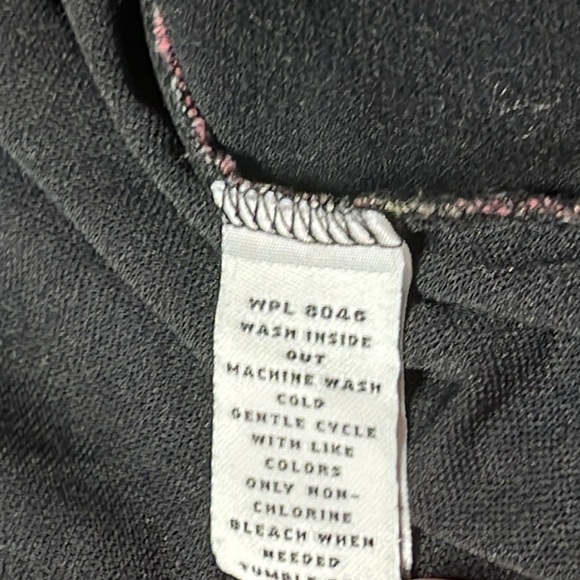 WPL 8046
WASH INSIDE
OUT
MACHINE WASH
COLD
GENTLE CYCLE
WITH LIKE
COLORS
ONLY NON-
CHLORINE
BLEACH WHEN
NEEDED
TUMBLE